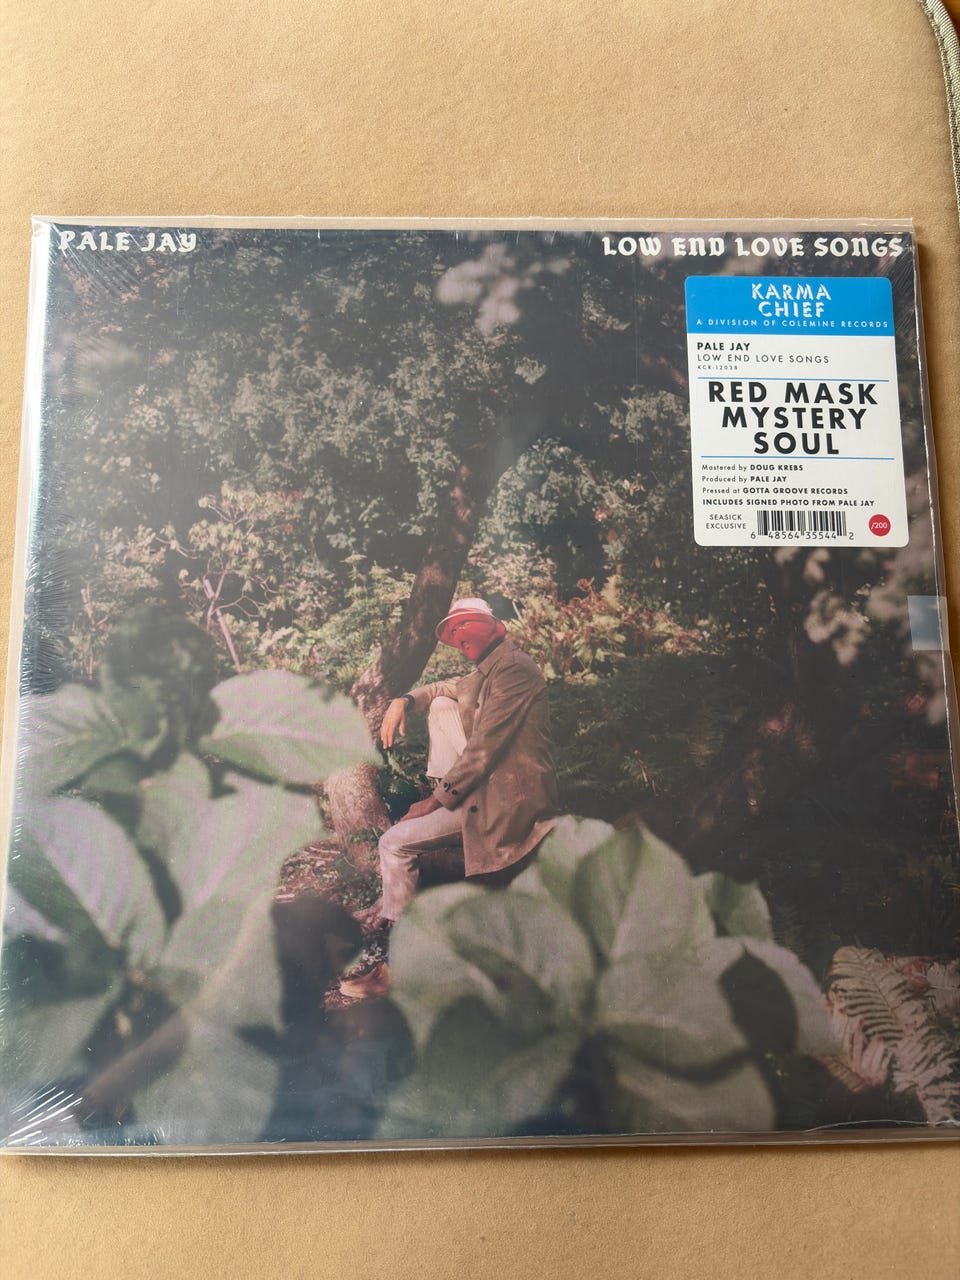 PALE JAY
LOW END LOVE SONGS
KARMA
CHIEF
A DIVISION OF COLEMINE RECORDS
PALE JAY
LOW END LOVE SONGS
KCR-12038
RED MASK
MYSTERY
SOUL
Mastered by DOUG KREBS
Produced by PALE JAY
Pressed at GOTTA GROOVE RECORDS
INCLUDES SIGNED PHOTO FROM PALE JAY
SEASICK
EXCLUSIVE
6 48564 35544 2
/200